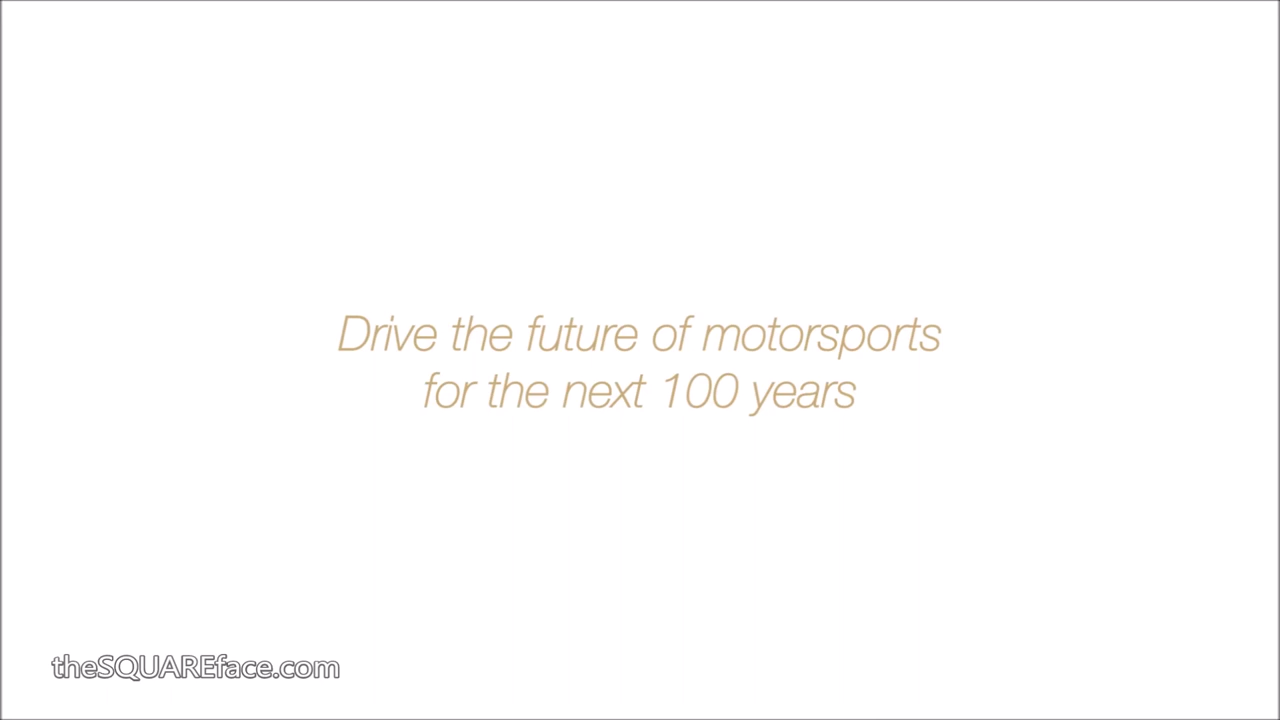 Drive the future of motorsports
for the next 100 years
theSQUAREface.com